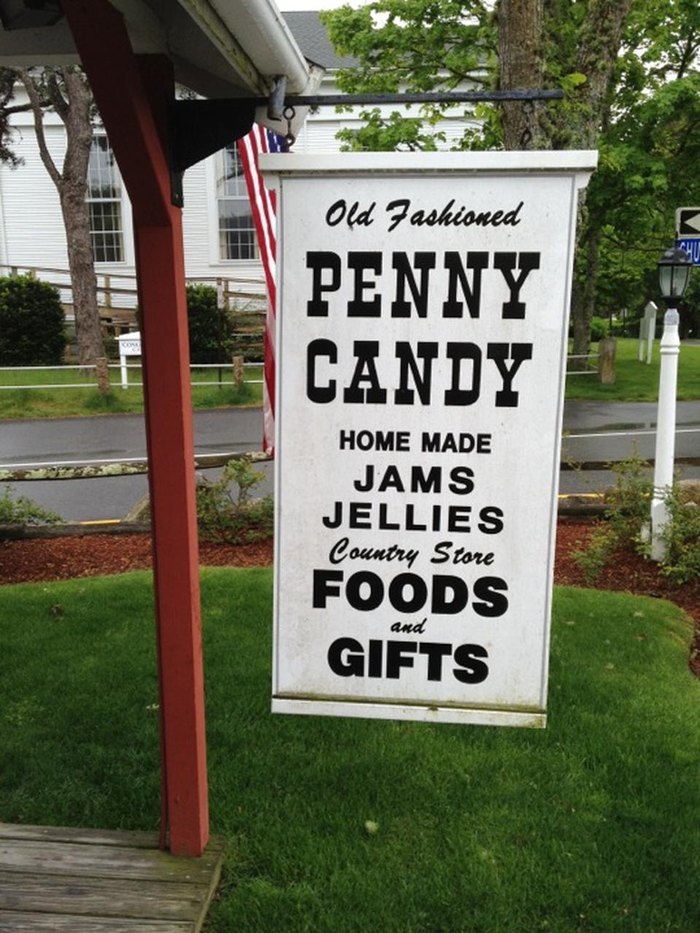 Old Fashioned
PENNY
CANDY
HOME MADE
JAMS
JELLIES
Country Store
FOODS
and
GIFTS